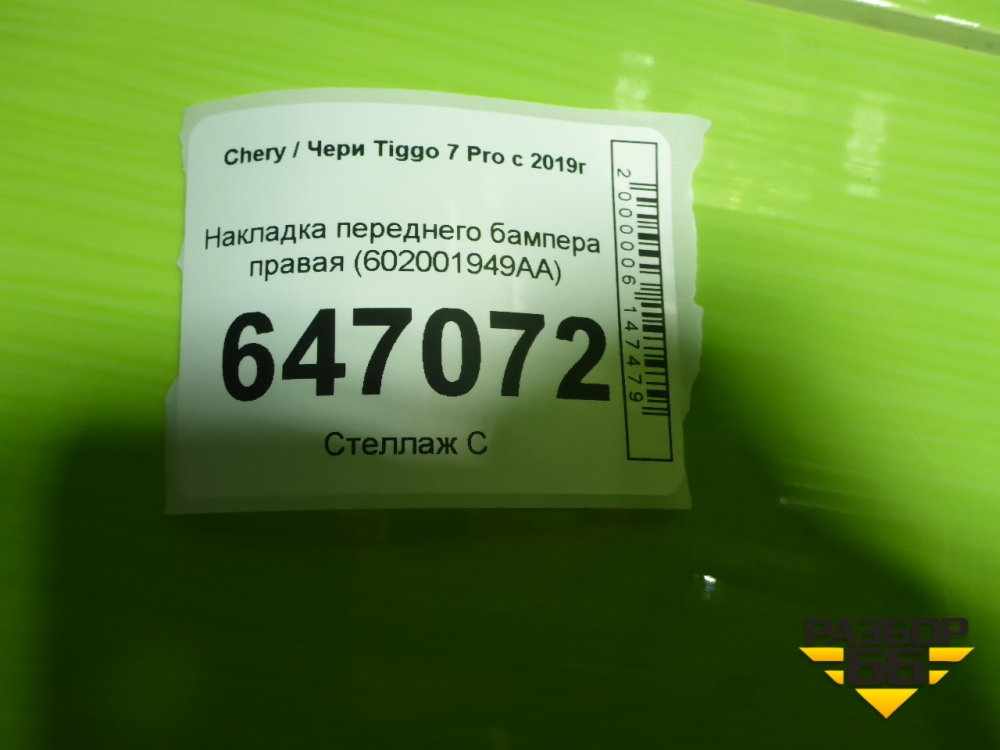 Chery / Чери Tiggo 7 Pro с 2019г
Накладка переднего бампера
правая (602001949AA)
647072
Стеллаж С
2000006147479
РАЗБОР
66